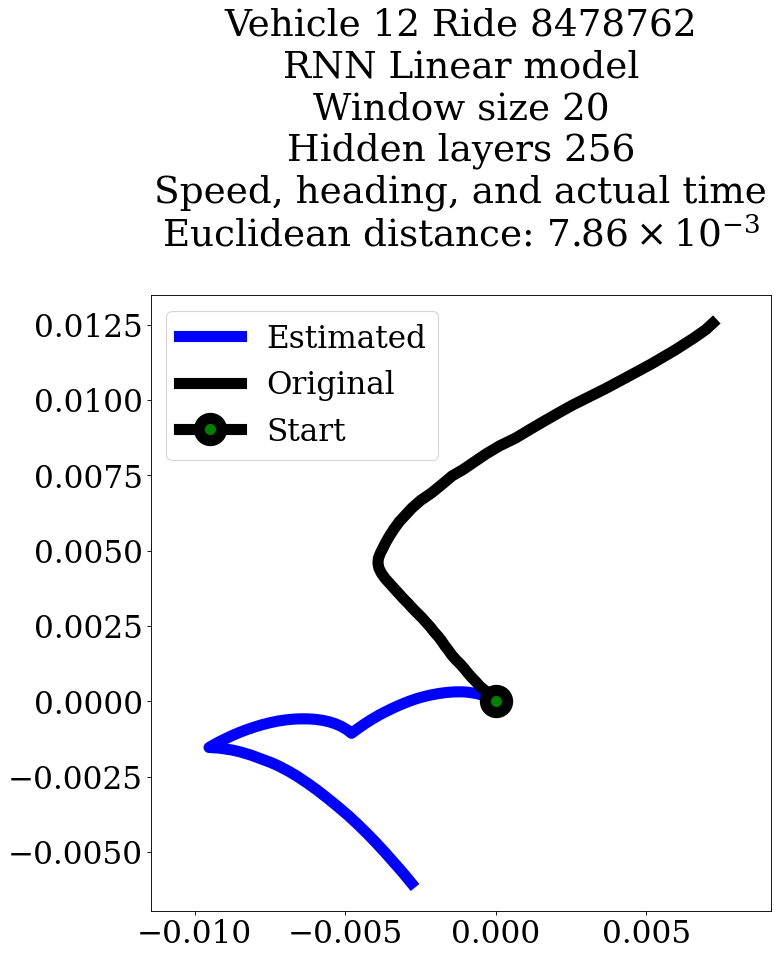 Vehicle 12 Ride 8478762
RNN Linear model
Window size 20
Hidden layers 256
Speed, heading, and actual time
Euclidean distance: 7.86 × 10⁻³
Estimated
Original
Start
0.0125
0.0100
0.0075
0.0050
0.0025
0.0000
−0.0025
−0.0050
−0.010 −0.005 0.000 0.005